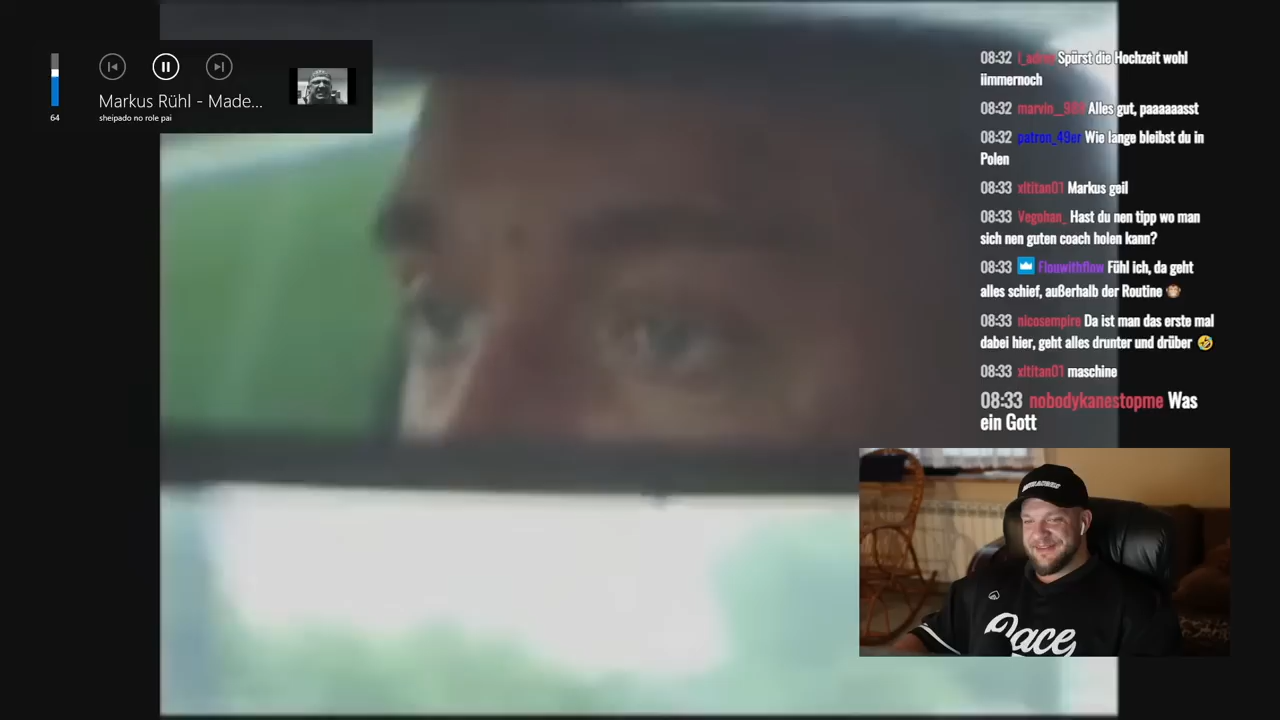 Markus Rühl - Made...
sheipado no role pai
64
08:32 Spürst die Hochzeit wohl
iimmernoch
08:32 Alles gut, paaaaaasst
08:32 patron_49er Wie lange bleibst du in
Polen
08:33 xltitan01 Markus geil
08:33 Vegohan_ Hast du nen tipp wo man
sich nen guten coach holen kann?
08:33 Flouwithflow Fühl ich, da geht
alles schief, außerhalb der Routine 🐵
08:33 nicosempire Da ist man das erste mal
dabei hier, geht alles drunter und drüber 🤣
08:33 xltitan01 maschine
08:33 nobodykanestopme Was
ein Gott
Pace